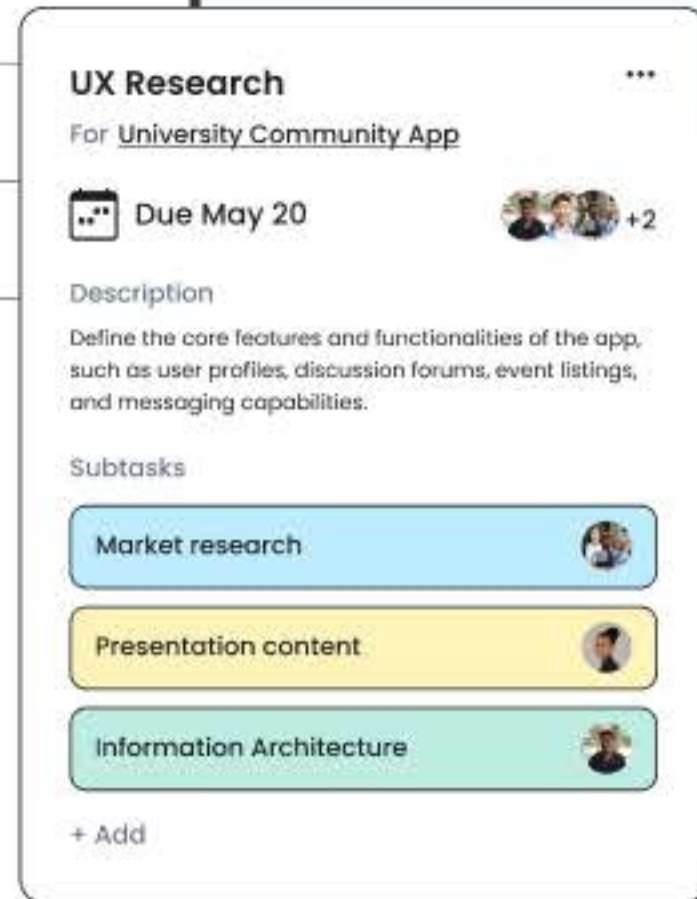 UX Research
•••
For University Community App
Due May 20
+2
Description
Define the core features and functionalities of the app,
such as user profiles, discussion forums, event listings,
and messaging capabilities.
Subtasks
Market research
Presentation content
Information Architecture
+ Add